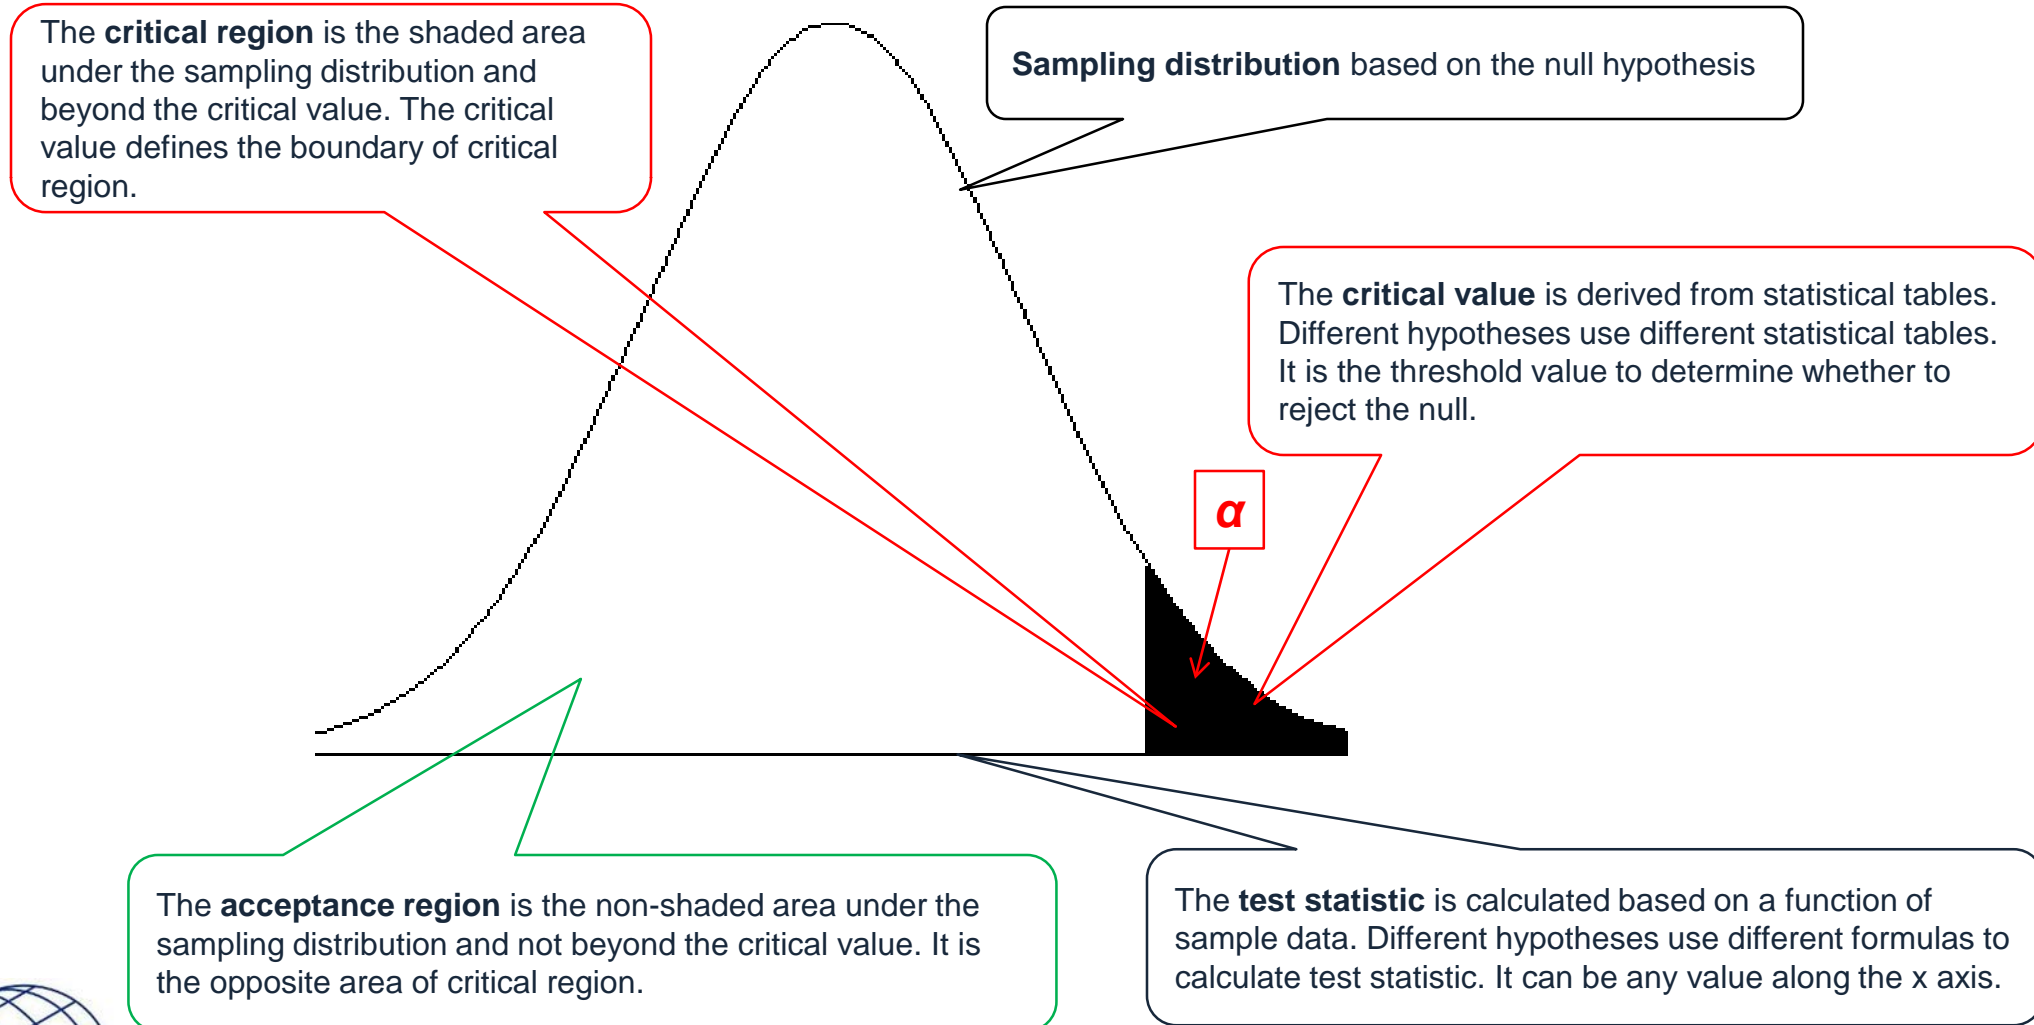 The critical region is the shaded area
under the sampling distribution and
beyond the critical value. The critical
value defines the boundary of critical
region.
Sampling distribution based on the null hypothesis
The critical value is derived from statistical tables.
Different hypotheses use different statistical tables.
It is the threshold value to determine whether to
reject the null.
α
The acceptance region is the non-shaded area under the
sampling distribution and not beyond the critical value. It is
the opposite area of critical region.
The test statistic is calculated based on a function of
sample data. Different hypotheses use different formulas to
calculate test statistic. It can be any value along the x axis.